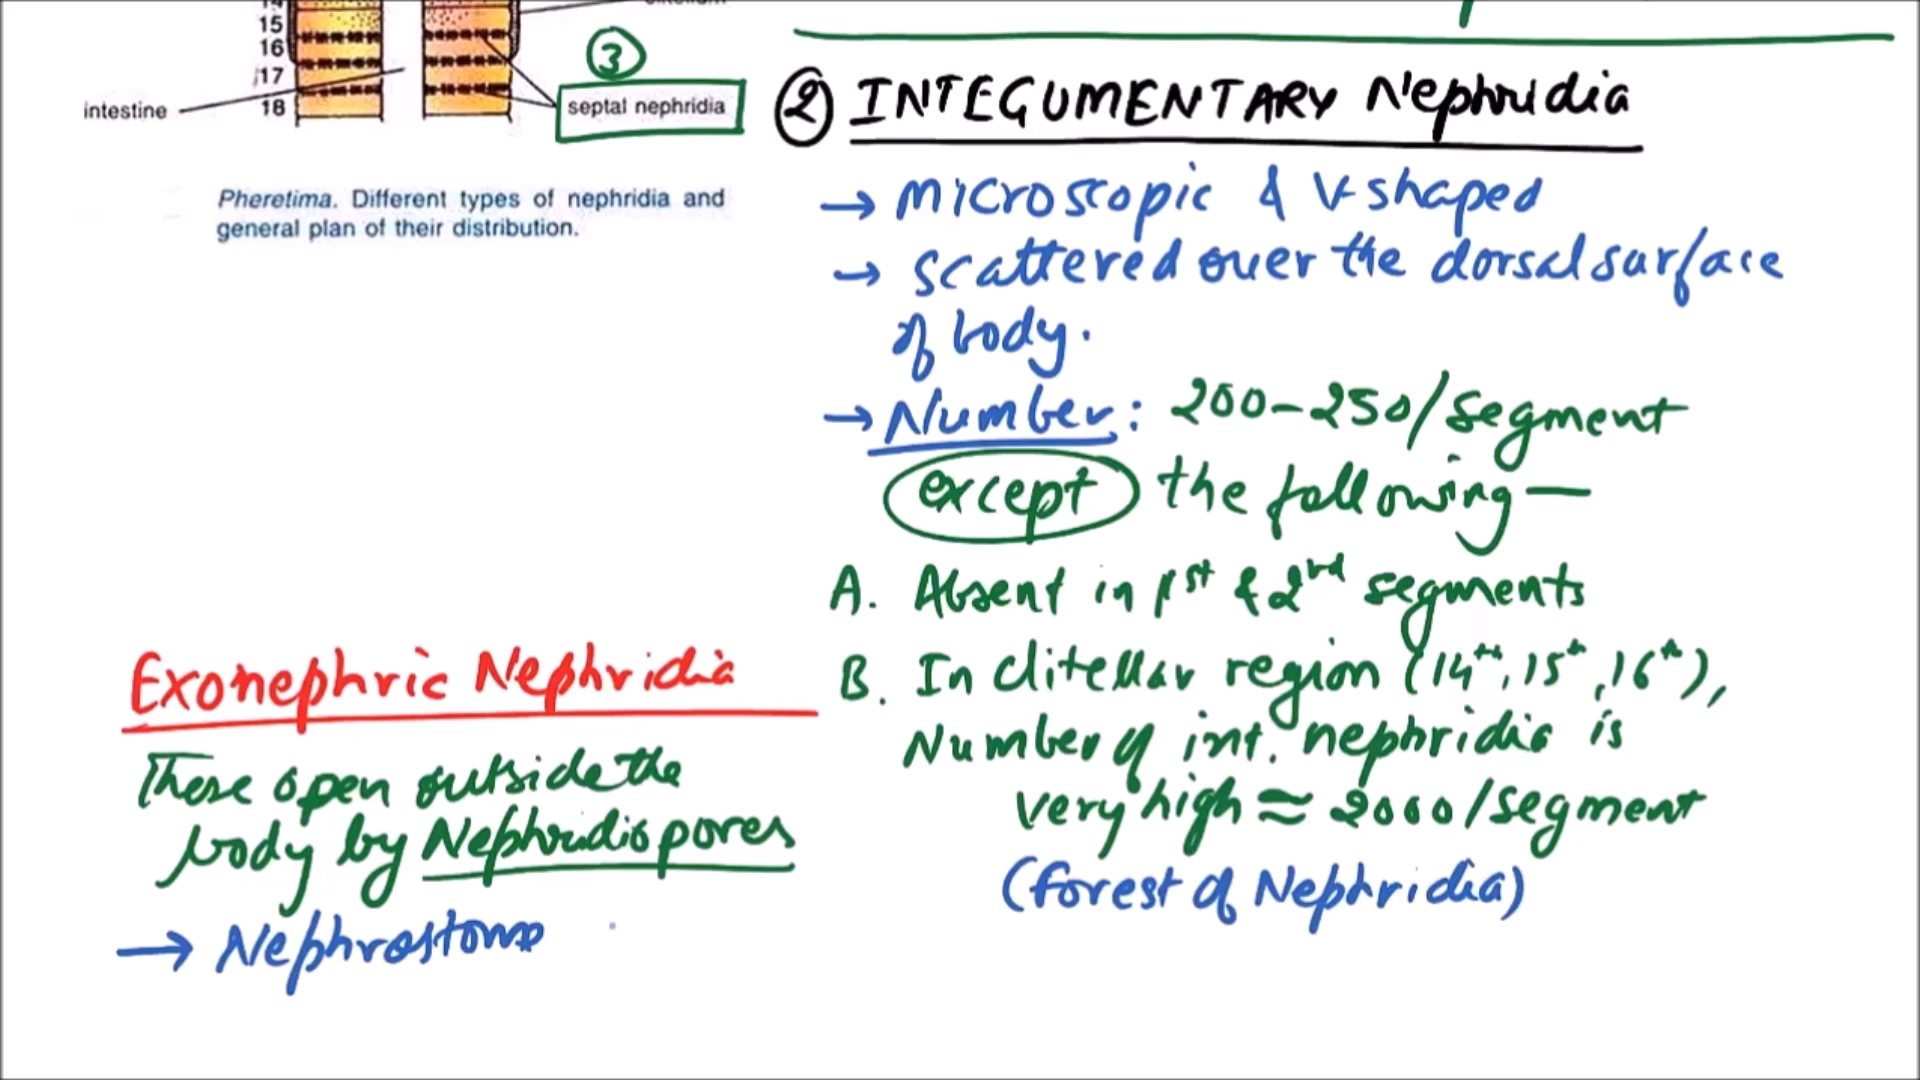 15
16
17
18
intestine
3
septal nephridia
Pheretima. Different types of nephridia and
general plan of their distribution.
② INTEGUMENTARY Nephridia
→ Microscopic & V-shaped
→ Scattered over the dorsal surface
of body.
→ Number: 200-250/segment
except the following —
A. Absent in 1st & 2nd segments
B. In Clitellar region (14th, 15th, 16th),
Number of int. nephridia is
very high ≈ 2000/segment
(forest of Nephridia)
Exonephric Nephridia
These open outside the
body by Nephridiopores
→ Nephrostome